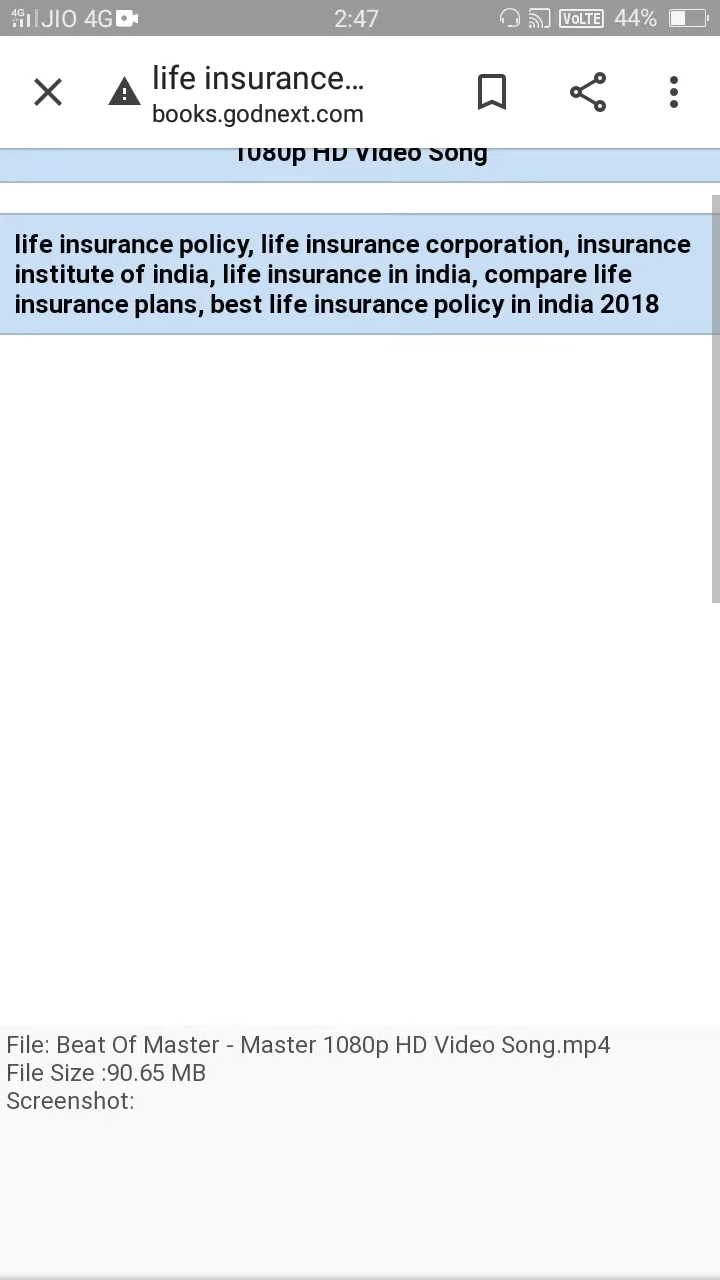 4G JIO 4G 2:47 VoLTE 44%
life insurance...
books.godnext.com
1080p HD Video Song
life insurance policy, life insurance corporation, insurance
institute of india, life insurance in india, compare life
insurance plans, best life insurance policy in india 2018
File: Beat Of Master - Master 1080p HD Video Song.mp4
File Size :90.65 MB
Screenshot: